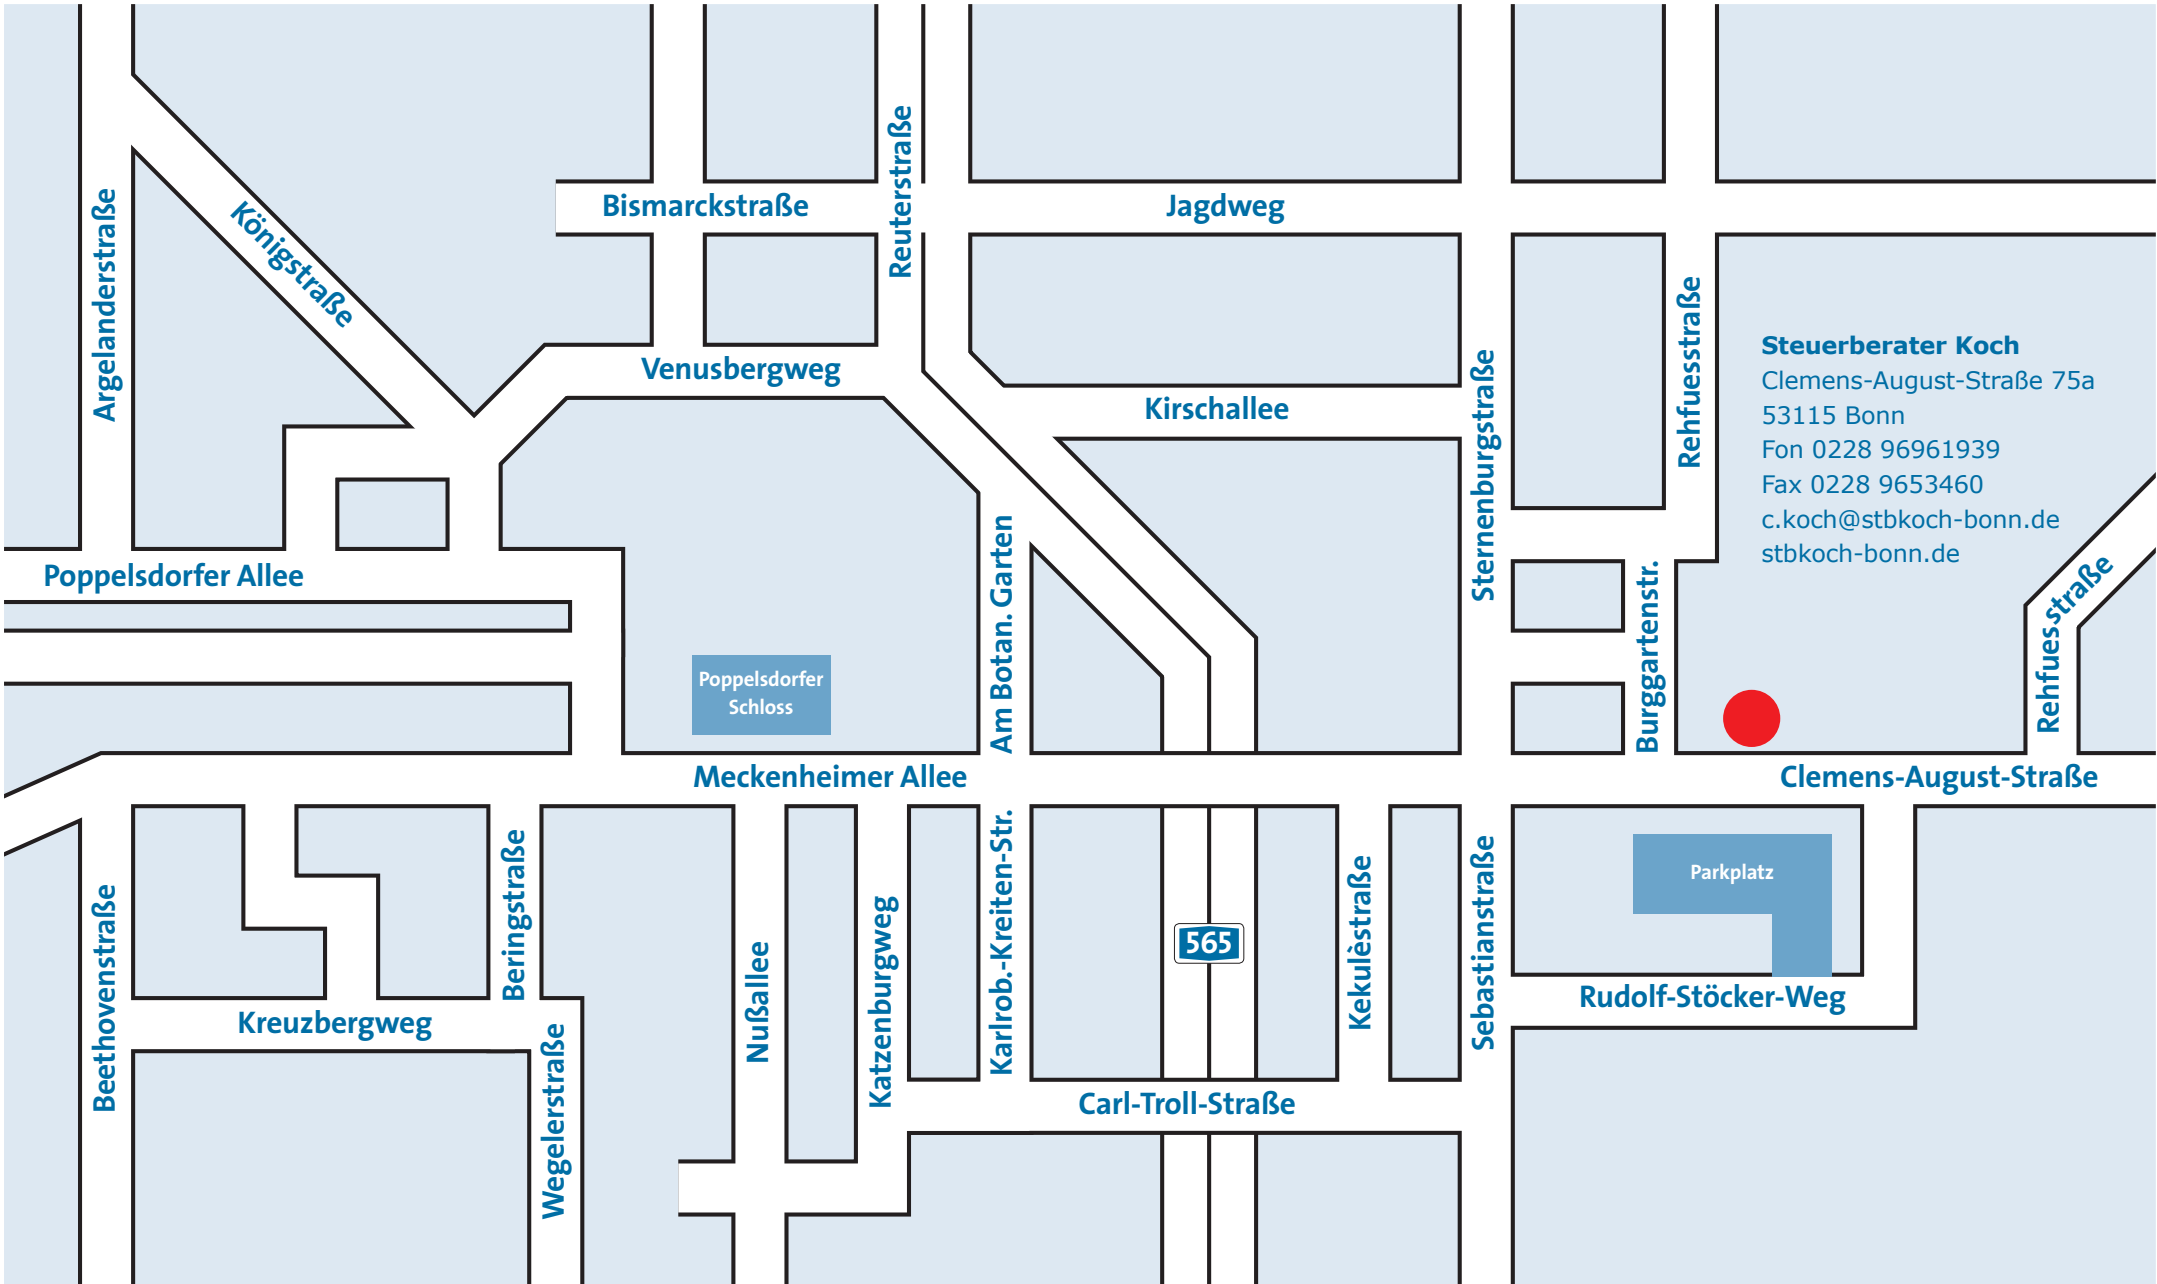 Bismarckstraße
Jagdweg
Reuterstraße
Argelanderstraße
Königstraße
Venusbergweg
Kirschallee
Sternenburgstraße
Rehfuesstraße
Steuerberater Koch
Clemens-August-Straße 75a
53115 Bonn
Fon 0228 96961939
Fax 0228 9653460
c.koch@stbkoch-bonn.de
stbkoch-bonn.de
Poppelsdorfer Allee
Am Botan. Garten
Burggartenstr.
Rehfuesstraße
Poppelsdorfer
Schloss
Meckenheimer Allee
Clemens-August-Straße
Beethovenstraße
Beringstraße
Nußallee
Katzenburgweg
Karlrob.-Kreiten-Str.
565
Kekulèstraße
Sebastianstraße
Parkplatz
Rudolf-Stöcker-Weg
Kreuzbergweg
Wegelerstraße
Carl-Troll-Straße